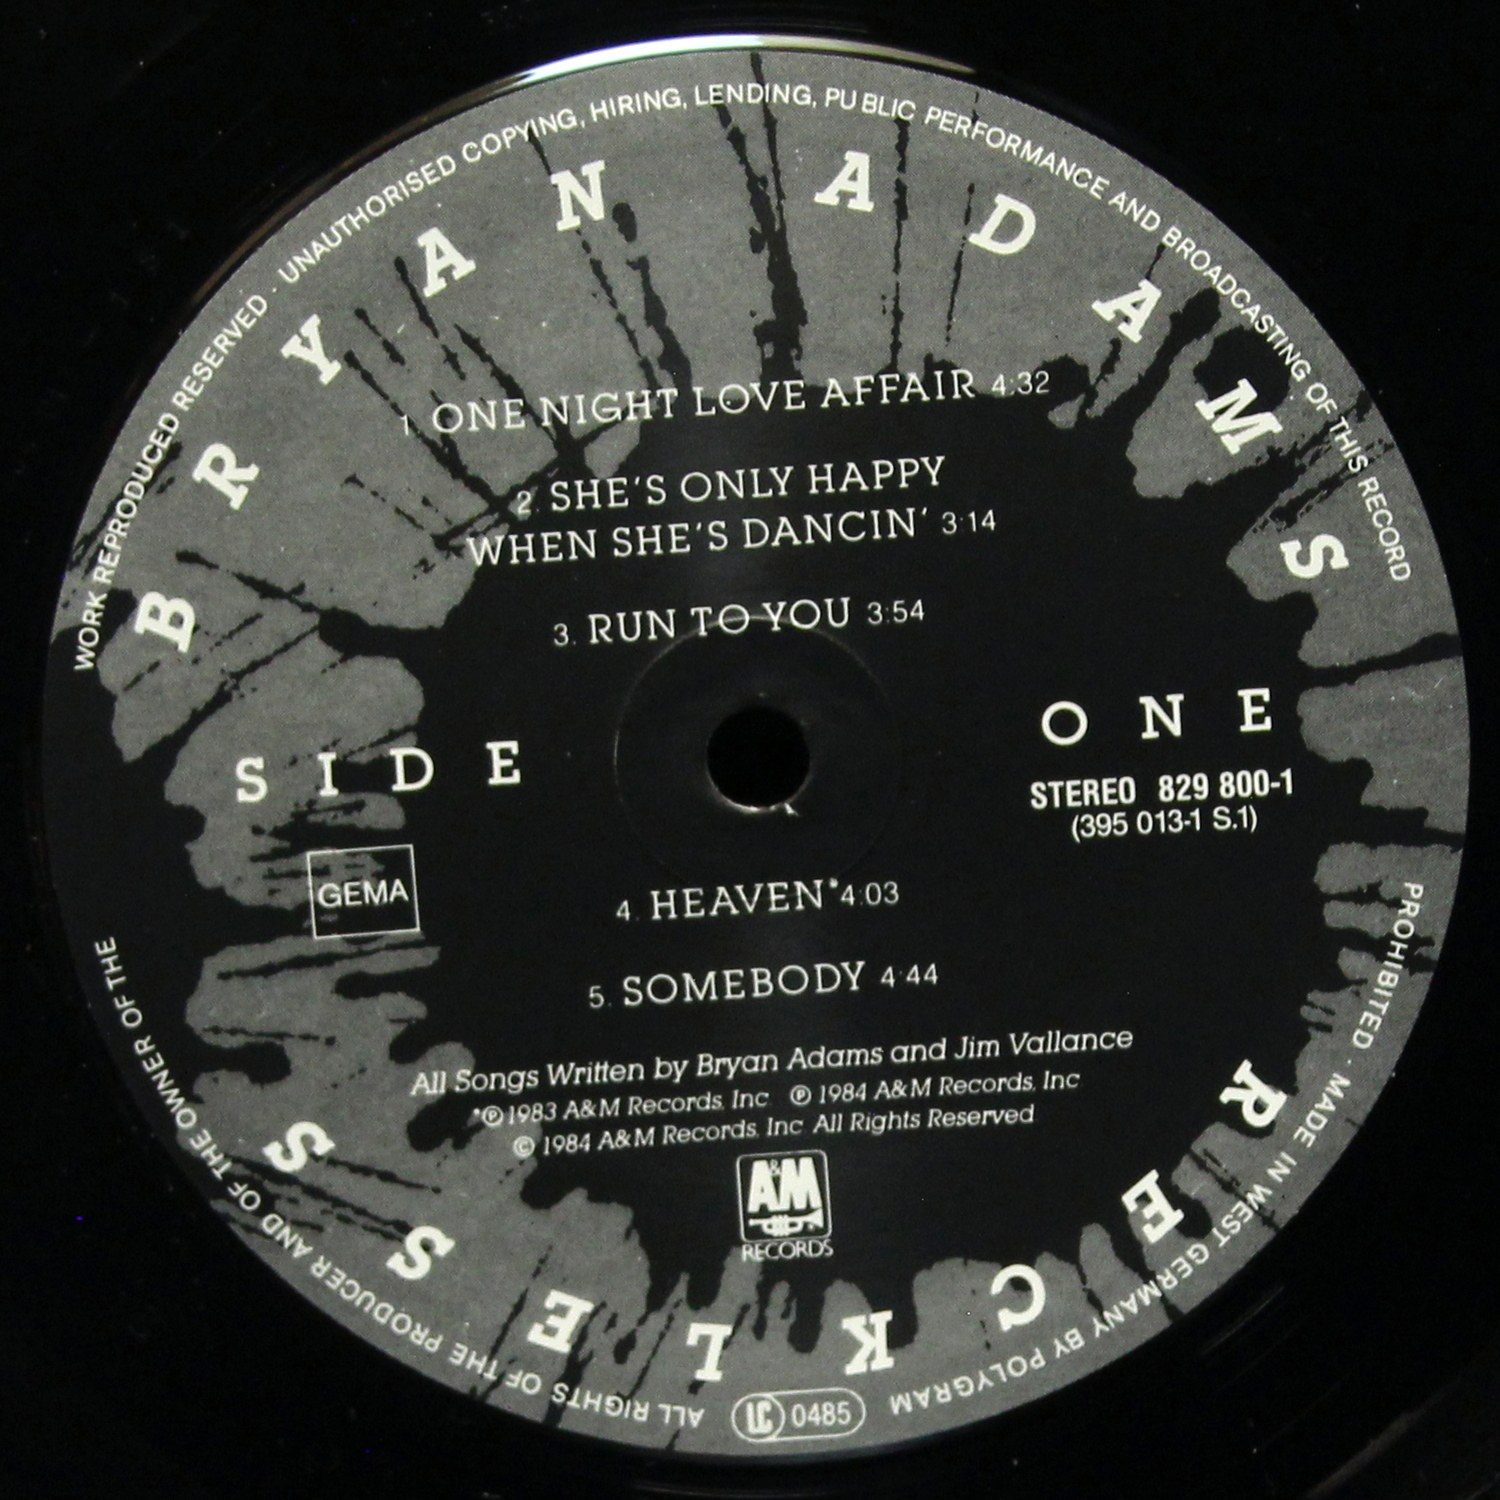 WORK REPRODUCED RESERVED · UNAUTHORISED COPYING, HIRING, LENDING, PUBLIC PERFORMANCE AND BROADCASTING OF THIS RECORD
PROHIBITED · MADE IN WEST GERMANY BY POLYGRAM
BRYAN ADAMS
1. ONE NIGHT LOVE AFFAIR 4:32
2. SHE'S ONLY HAPPY
WHEN SHE'S DANCIN' 3:14
3. RUN TO YOU 3:54
SIDE ONE
STEREO 829 800-1
(395 013-1 S.1)
GEMA
4. HEAVEN*4:03
5. SOMEBODY 4:44
All Songs Written by Bryan Adams and Jim Vallance
*℗ 1983 A&M Records, Inc ℗ 1984 A&M Records, Inc
© 1984 A&M Records, Inc All Rights Reserved
A&M
RECORDS
RECKLESS
LC 0485
ALL RIGHTS OF THE PRODUCER AND OF THE OWNER OF THE